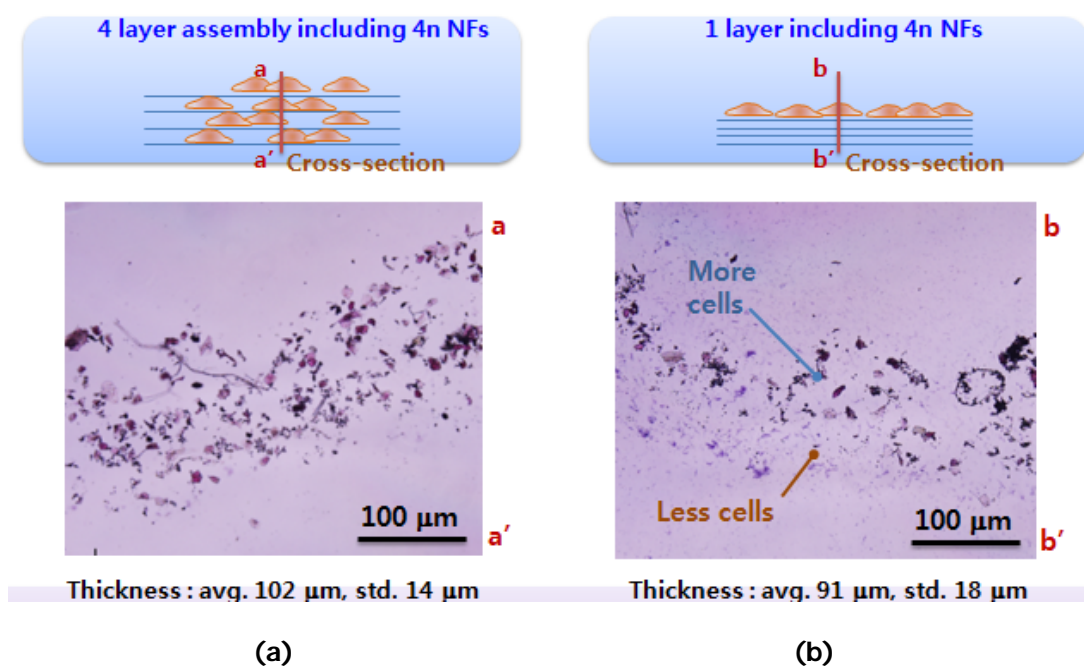 4 layer assembly including 4n NFs
a
a'
Cross-section
a
100 μm
a'
Thickness : avg. 102 μm, std. 14 μm
(a)
1 layer including 4n NFs
b
b'
Cross-section
b
More
cells
Less cells
100 μm
b'
Thickness : avg. 91 μm, std. 18 μm
(b)